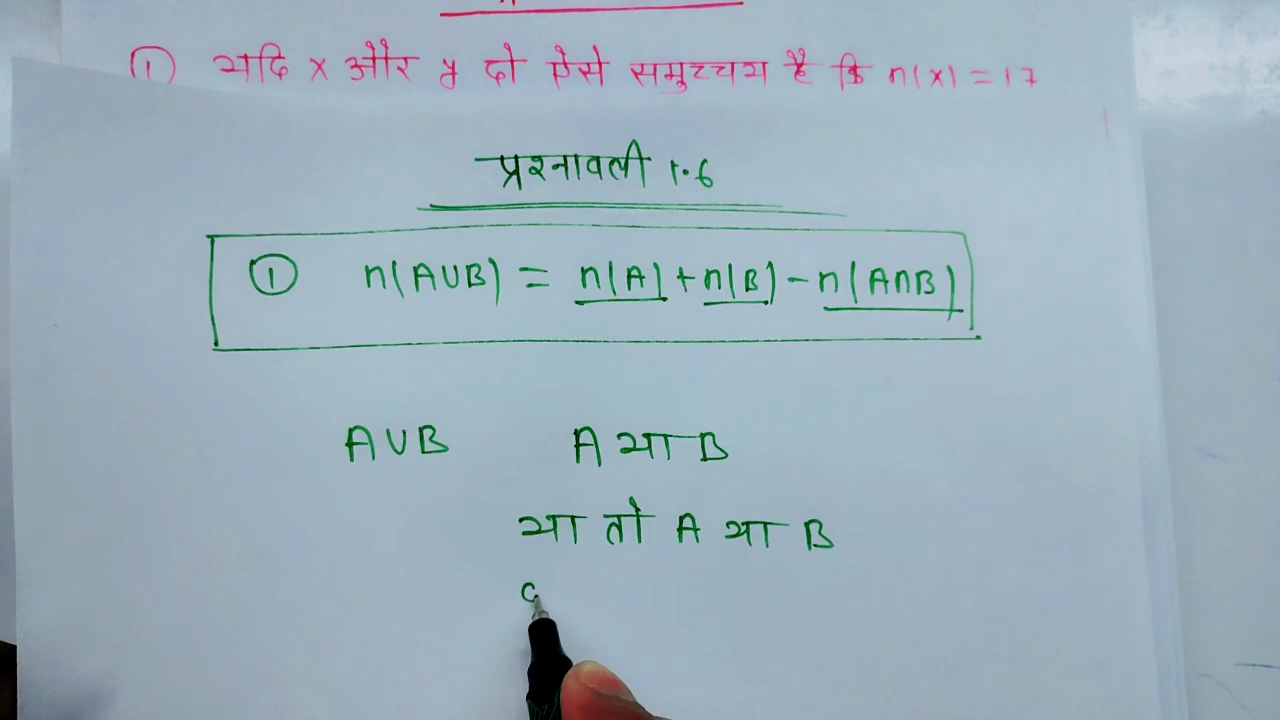 ① यदि x और y दो ऐसे समुच्चय है कि n(x) = 17
प्रश्नावली 1.6
① n(A∪B) = n(A) + n(B) - n(A∩B)
A∪B A या B
या तो A या B